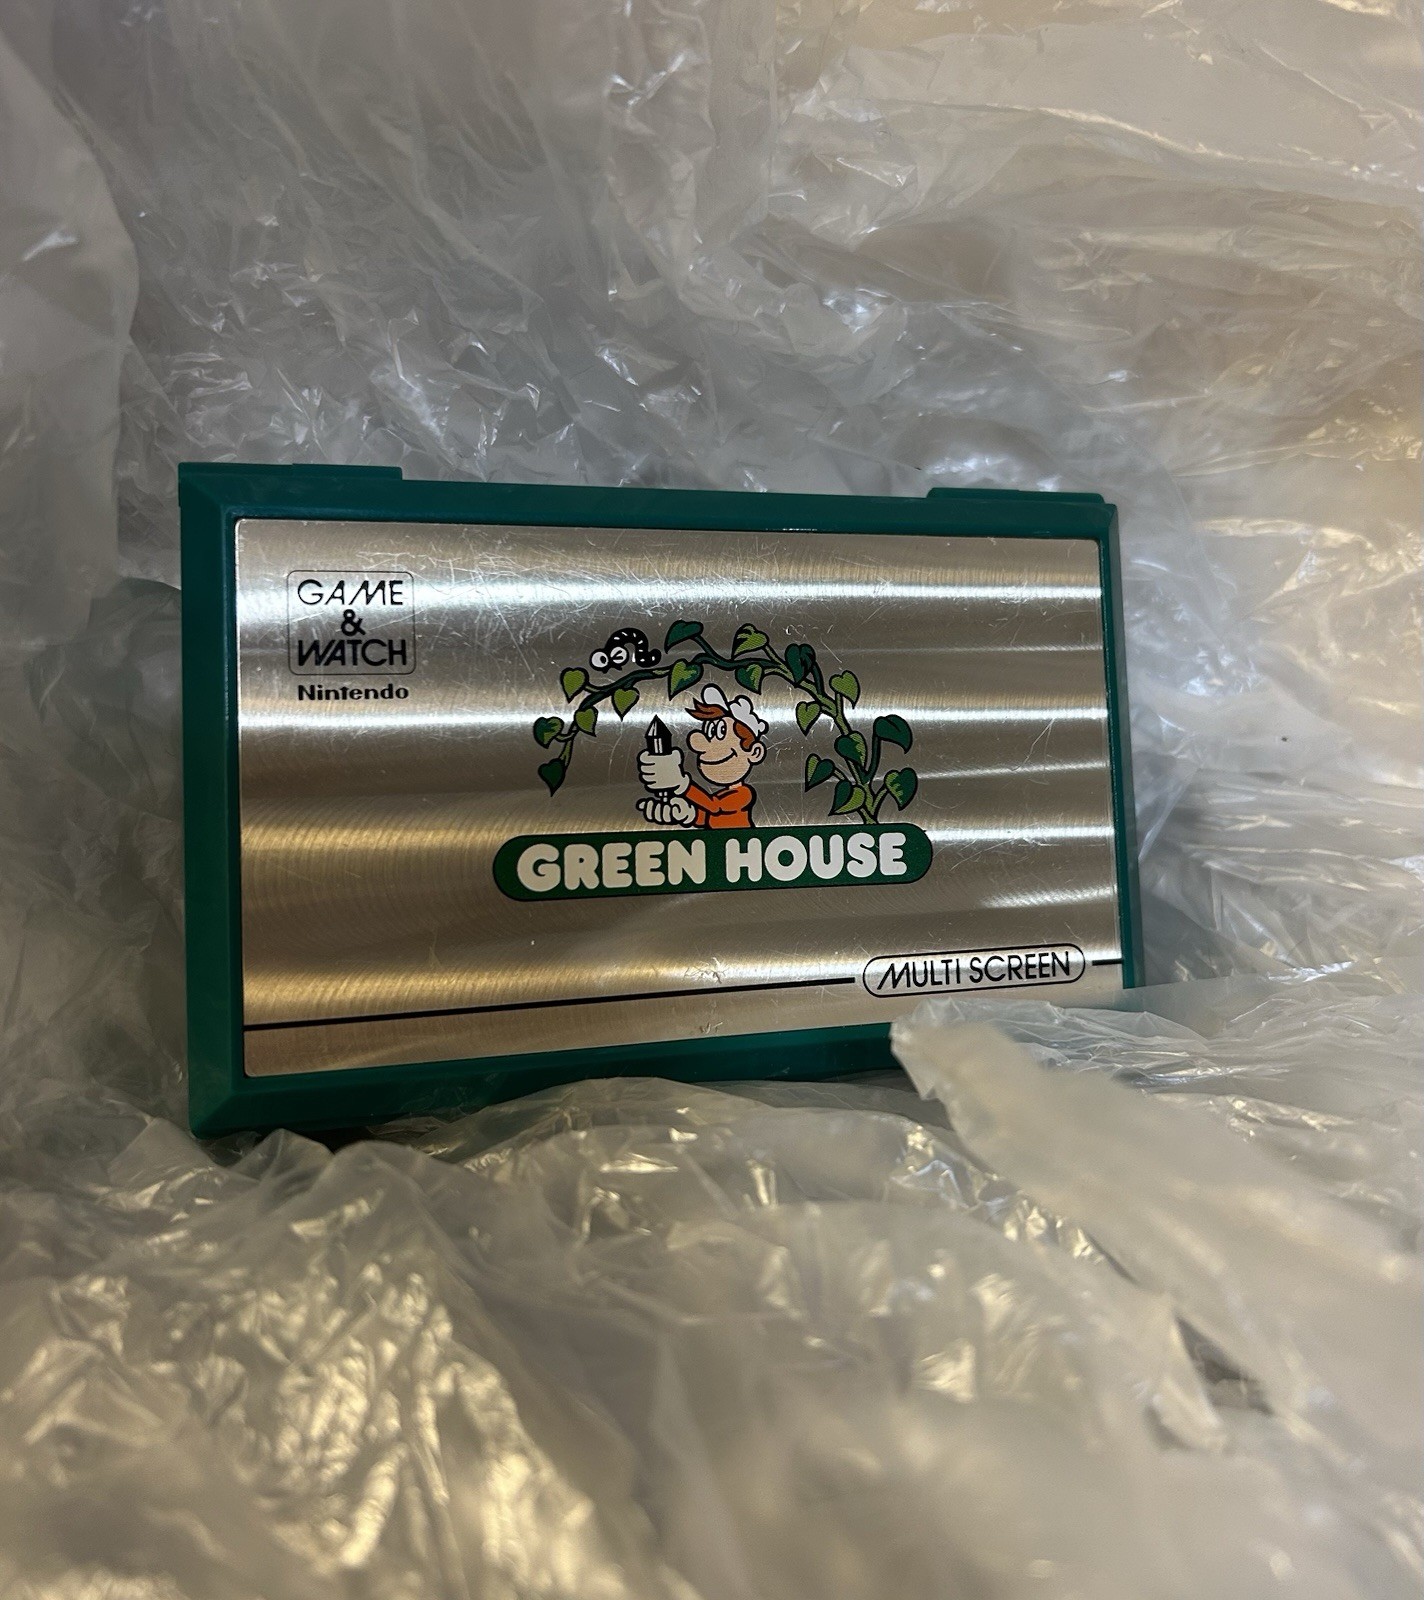 GAME
&
WATCH
Nintendo
GREEN HOUSE
MULTI SCREEN